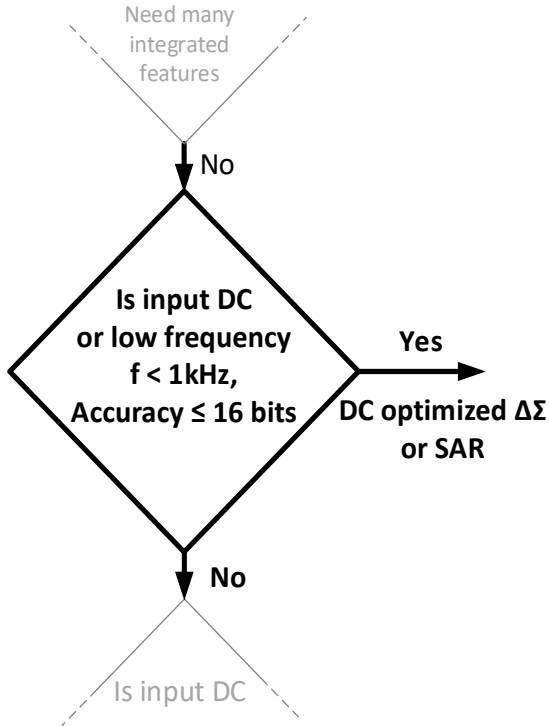 Need many
integrated
features
No
Is input DC
or low frequency
f < 1kHz,
Accuracy ≤ 16 bits
Yes
DC optimized ΔΣ
or SAR
No
Is input DC